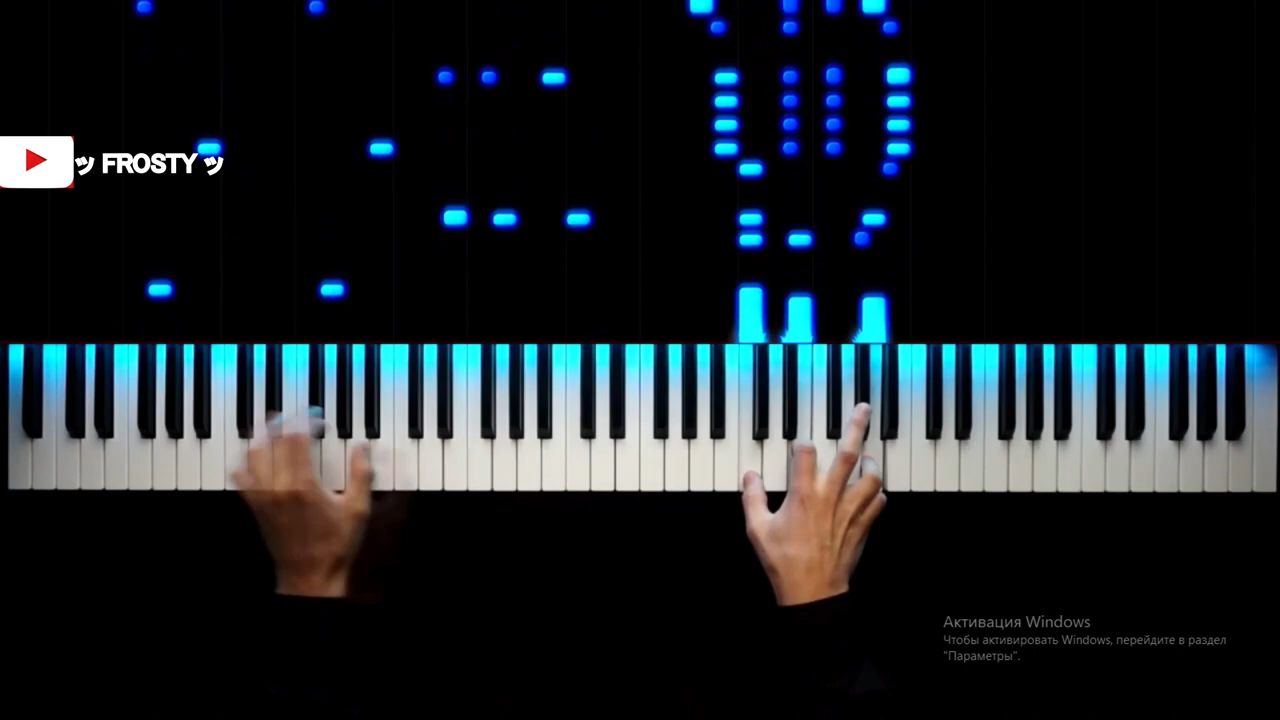 ッ FROSTY ッ
Активация Windows
Чтобы активировать Windows, перейдите в раздел
"Параметры".